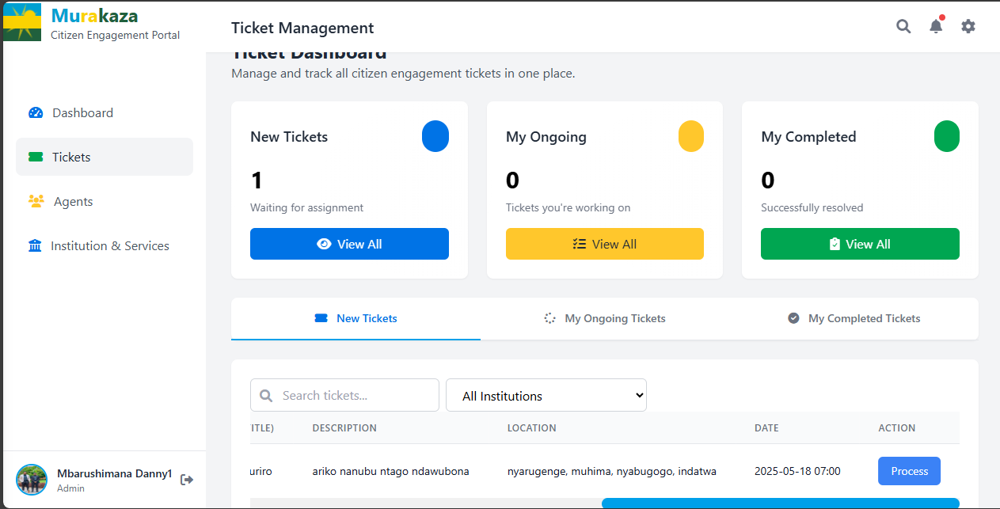 Murakaza
Citizen Engagement Portal
Ticket Management
Ticket Dashboard
Manage and track all citizen engagement tickets in one place.
Dashboard
Tickets
Agents
Institution & Services
New Tickets
1
Waiting for assignment
View All
My Ongoing
0
Tickets you're working on
View All
My Completed
0
Successfully resolved
View All
New Tickets
My Ongoing Tickets
My Completed Tickets
Search tickets...
All Institutions
ITLE) DESCRIPTION LOCATION DATE ACTION
uriro ariko nanubu ntago ndawubona nyarugenge, muhima, nyabugogo, indatwa 2025-05-18 07:00 Process
Mbarushimana Danny1
Admin